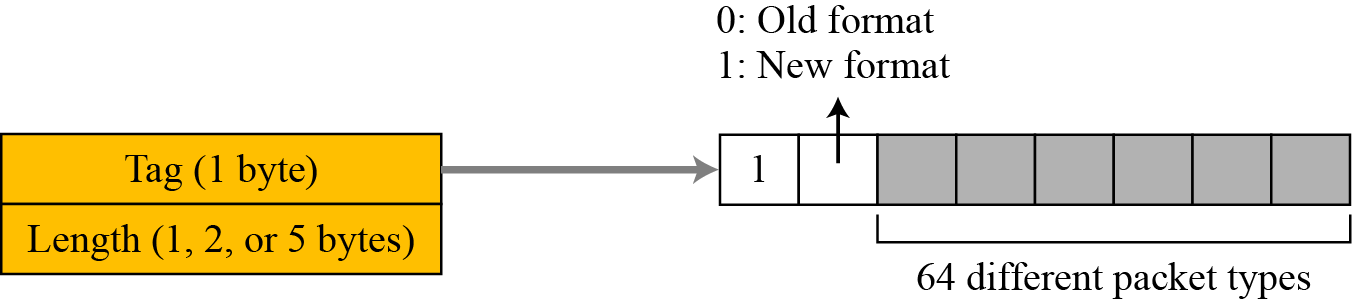 0: Old format
1: New format
Tag (1 byte)
1
Length (1, 2, or 5 bytes)
64 different packet types